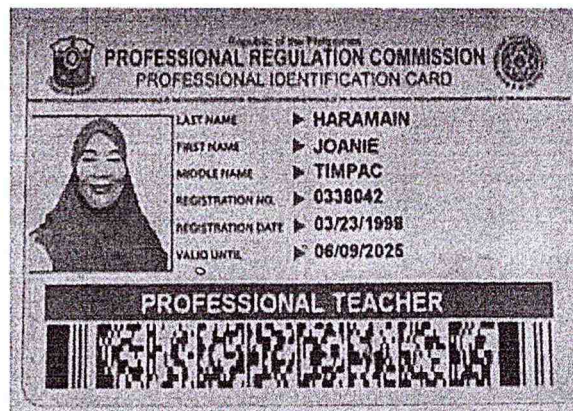 Republic of the Philippines
PROFESSIONAL REGULATION COMMISSION
PROFESSIONAL IDENTIFICATION CARD
LAST NAME ▶ HARAMAIN
FIRST NAME ▶ JOANIE
MIDDLE NAME ▶ TIMPAC
REGISTRATION NO. ▶ 0338042
REGISTRATION DATE ▶ 03/23/1998
VALID UNTIL ▶ 06/09/2025
PROFESSIONAL TEACHER